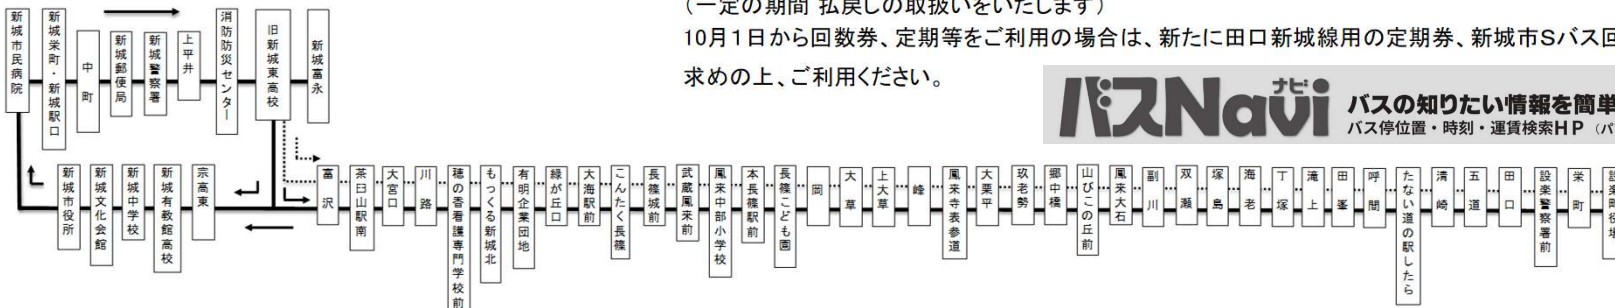 （一定の期間 払戻しの取扱いをいたします）
10月1日から回数券、定期等をご利用の場合は、新たに田口新城線用の定期券、新城市Sバス回
求めの上、ご利用ください。
バスNaviナビ
バスの知りたい情報を簡単
バス停位置・時刻・運賃検索HP（バ
新城市民病院
新城栄町・新城駅口
中町
新城郵便局
新城警察署
上平井
消防防災センター
旧新城東高校
新城富永
新城市役所
新城文化会館
新城中学校
新城有教館高校
宗高東
富沢
茶臼山駅南
大宮口
川路
穂の香看護専門学校前
もっくる新城北
有明企業団地
緑が丘口
大海駅前
こんたく長篠
長篠城前
武蔵鳳来前
鳳来中部小学校
本長篠駅前
長篠こども園
岡
大草
上大草
峰
鳳来寺表参道
大栗平
玖老勢
郷中橋
山びこの丘前
鳳来大石
副川
双瀬
塚島
海老
丁塚
滝上
田峯
呼間
たない道の駅したら
清崎
五道
田口
設楽警察署前
栄町
設楽町役場